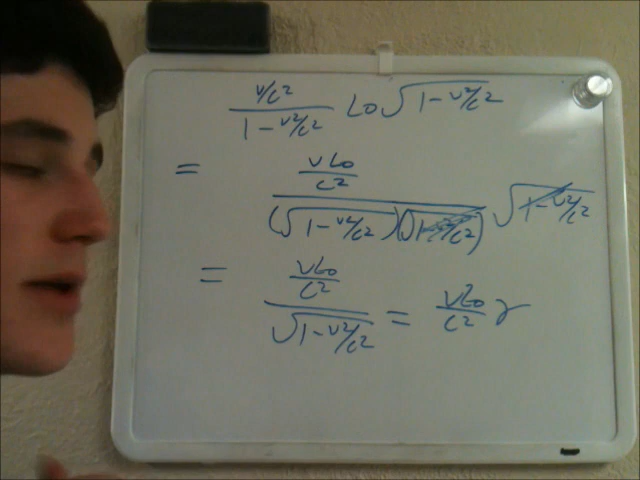 v/c² / 1 - v²/c² L₀ √1 - v²/c²
= vL₀/c² / (√1 - v²/c²)(√1 - v²/c²) √1 - v²/c²
= vL₀/c² / √1 - v²/c² = vL₀/c² γ